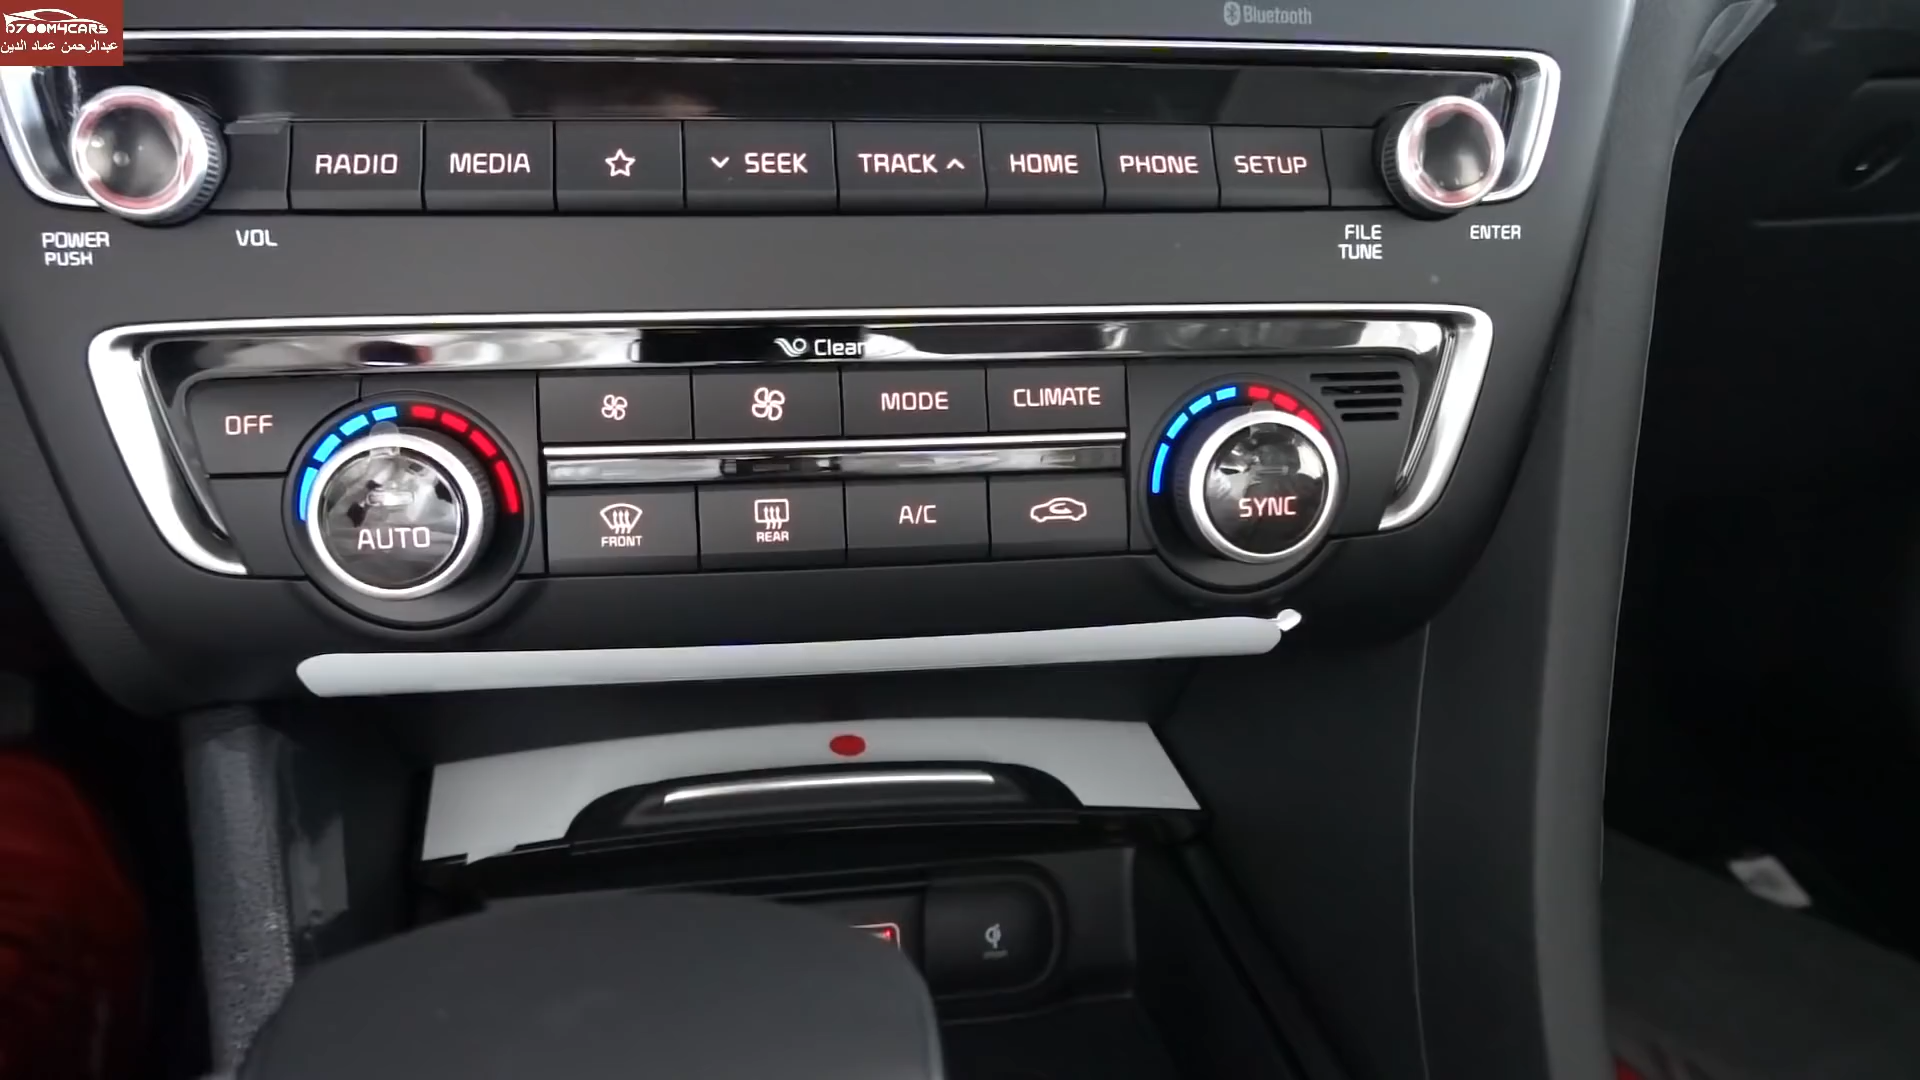 D7OOM4CARS
عبدالرحمن عماد الدين
Bluetooth
RADIO MEDIA SEEK TRACK HOME PHONE SETUP
POWER
PUSH
VOL
FILE
TUNE
ENTER
Clean
OFF
MODE CLIMATE
AUTO
FRONT
REAR
A/C
SYNC